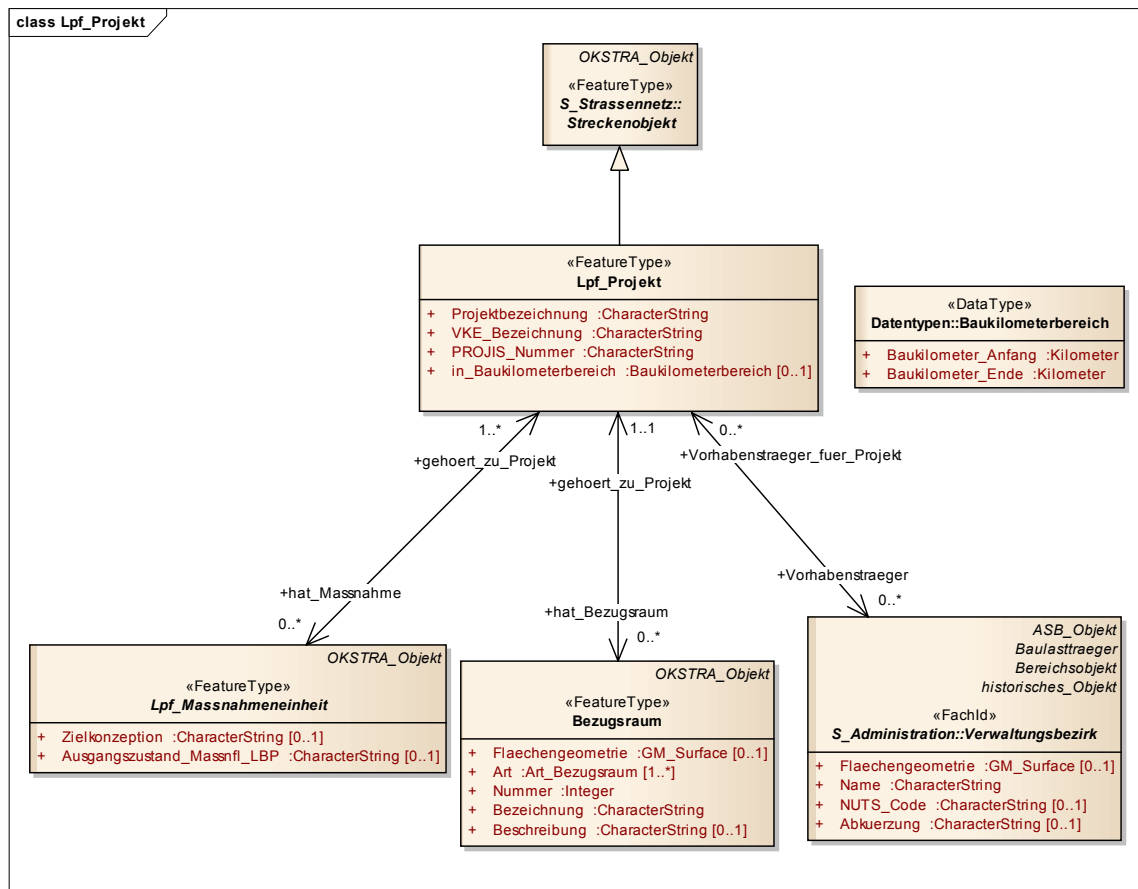 class Lpf_Projekt
OKSTRA_Objekt
«FeatureType»
S_Strassennetz::
Streckenobjekt
«FeatureType»
Lpf_Projekt
+ Projektbezeichnung :CharacterString
+ VKE_Bezeichnung :CharacterString
+ PROJIS_Nummer :CharacterString
+ in_Baukilometerbereich :Baukilometerbereich [0..1]
«DataType»
Datentypen::Baukilometerbereich
+ Baukilometer_Anfang :Kilometer
+ Baukilometer_Ende :Kilometer
1..*
+gehoert_zu_Projekt
1..1
+gehoert_zu_Projekt
0..*
+Vorhabenstraeger_fuer_Projekt
+hat_Massnahme
0..*
+hat_Bezugsraum
0..*
+Vorhabenstraeger
0..*
OKSTRA_Objekt
«FeatureType»
Lpf_Massnahmeneinheit
+ Zielkonzeption :CharacterString [0..1]
+ Ausgangszustand_Massnfl_LBP :CharacterString [0..1]
OKSTRA_Objekt
«FeatureType»
Bezugsraum
+ Flaechengeometrie :GM_Surface [0..1]
+ Art :Art_Bezugsraum [1..*]
+ Nummer :Integer
+ Bezeichnung :CharacterString
+ Beschreibung :CharacterString [0..1]
ASB_Objekt
Baulasttraeger
Bereichsobjekt
historisches_Objekt
«FachId»
S_Administration::Verwaltungsbezirk
+ Flaechengeometrie :GM_Surface [0..1]
+ Name :CharacterString
+ NUTS_Code :CharacterString [0..1]
+ Abkuerzung :CharacterString [0..1]